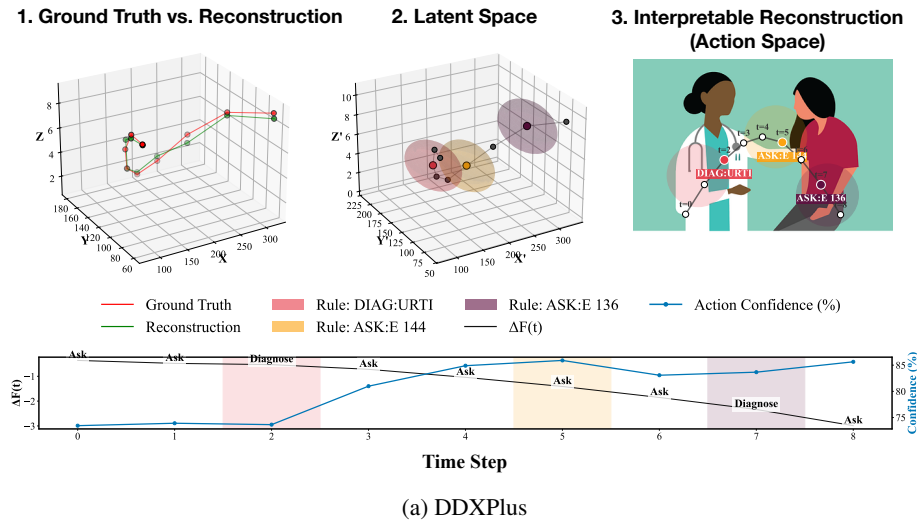 1. Ground Truth vs. Reconstruction
2. Latent Space
3. Interpretable Reconstruction
(Action Space)
Z
8
6
4
2
180
160
140
120
100
80
60
Y
100
150
200
250
300
X
Z'
10
8
6
4
2
0
225
200
175
150
125
100
75
50
Y'
100
150
200
250
300
X'
t=0
t=2
t=3
t=4
t=5
DIAG:URTI
ASK:E 136
Ground Truth
Rule: DIAG:URTI
Rule: ASK:E 136
Action Confidence (%)
Reconstruction
Rule: ASK:E 144
ΔF(t)
Ask Ask Diagnose Ask Ask Ask Ask Diagnose Ask
ΔF(t)
−1
−2
−3
85
80
75
Confidence (%)
0 1 2 3 4 5 6 7 8
Time Step
(a) DDXPlus